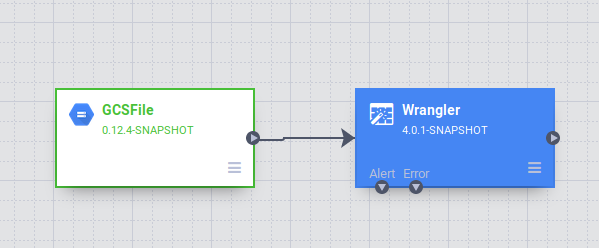 GCSFile
0.12.4-SNAPSHOT
Wrangler
4.0.1-SNAPSHOT
Alert Error